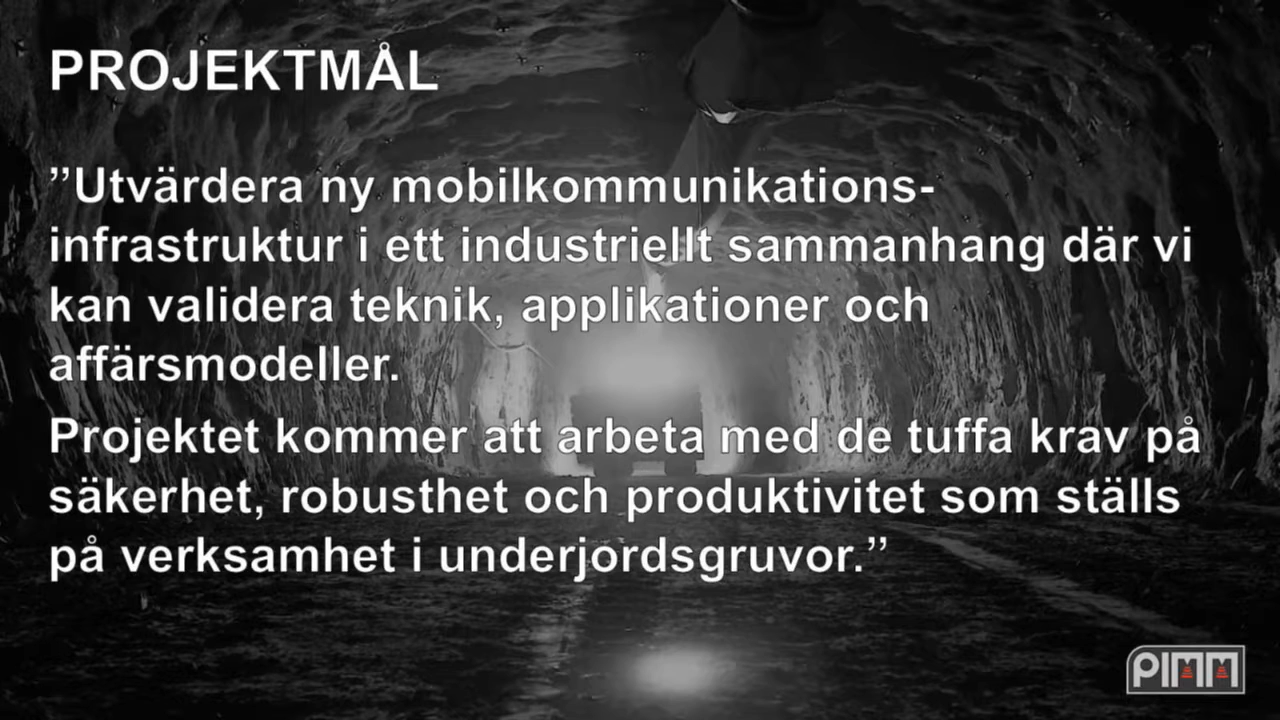 PROJEKTMÅL
”Utvärdera ny mobilkommunikations-
infrastruktur i ett industriellt sammanhang där vi
kan validera teknik, applikationer och
affärsmodeller.
Projektet kommer att arbeta med de tuffa krav på
säkerhet, robusthet och produktivitet som ställs
på verksamhet i underjordsgruvor.”
PIMM